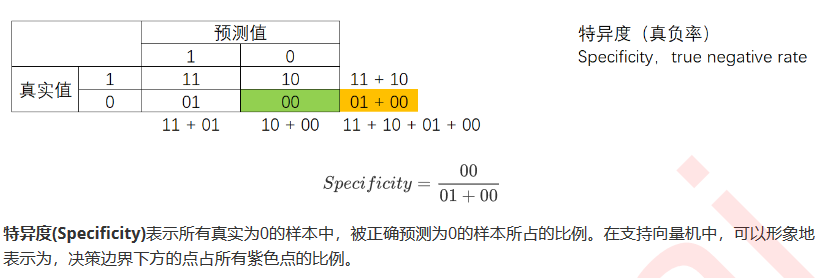 预测值
特异度（真负率）
1 0
Specificity, true negative rate
真实值 1 11 10 11 + 10
0 01 00 01 + 00
11 + 01 10 + 00 11 + 10 + 01 + 00
Specificity = 00 / (01 + 00)
特异度(Specificity)表示所有真实为0的样本中，被正确预测为0的样本所占的比例。在支持向量机中，可以形象地
表示为，决策边界下方的点占所有紫色点的比例。